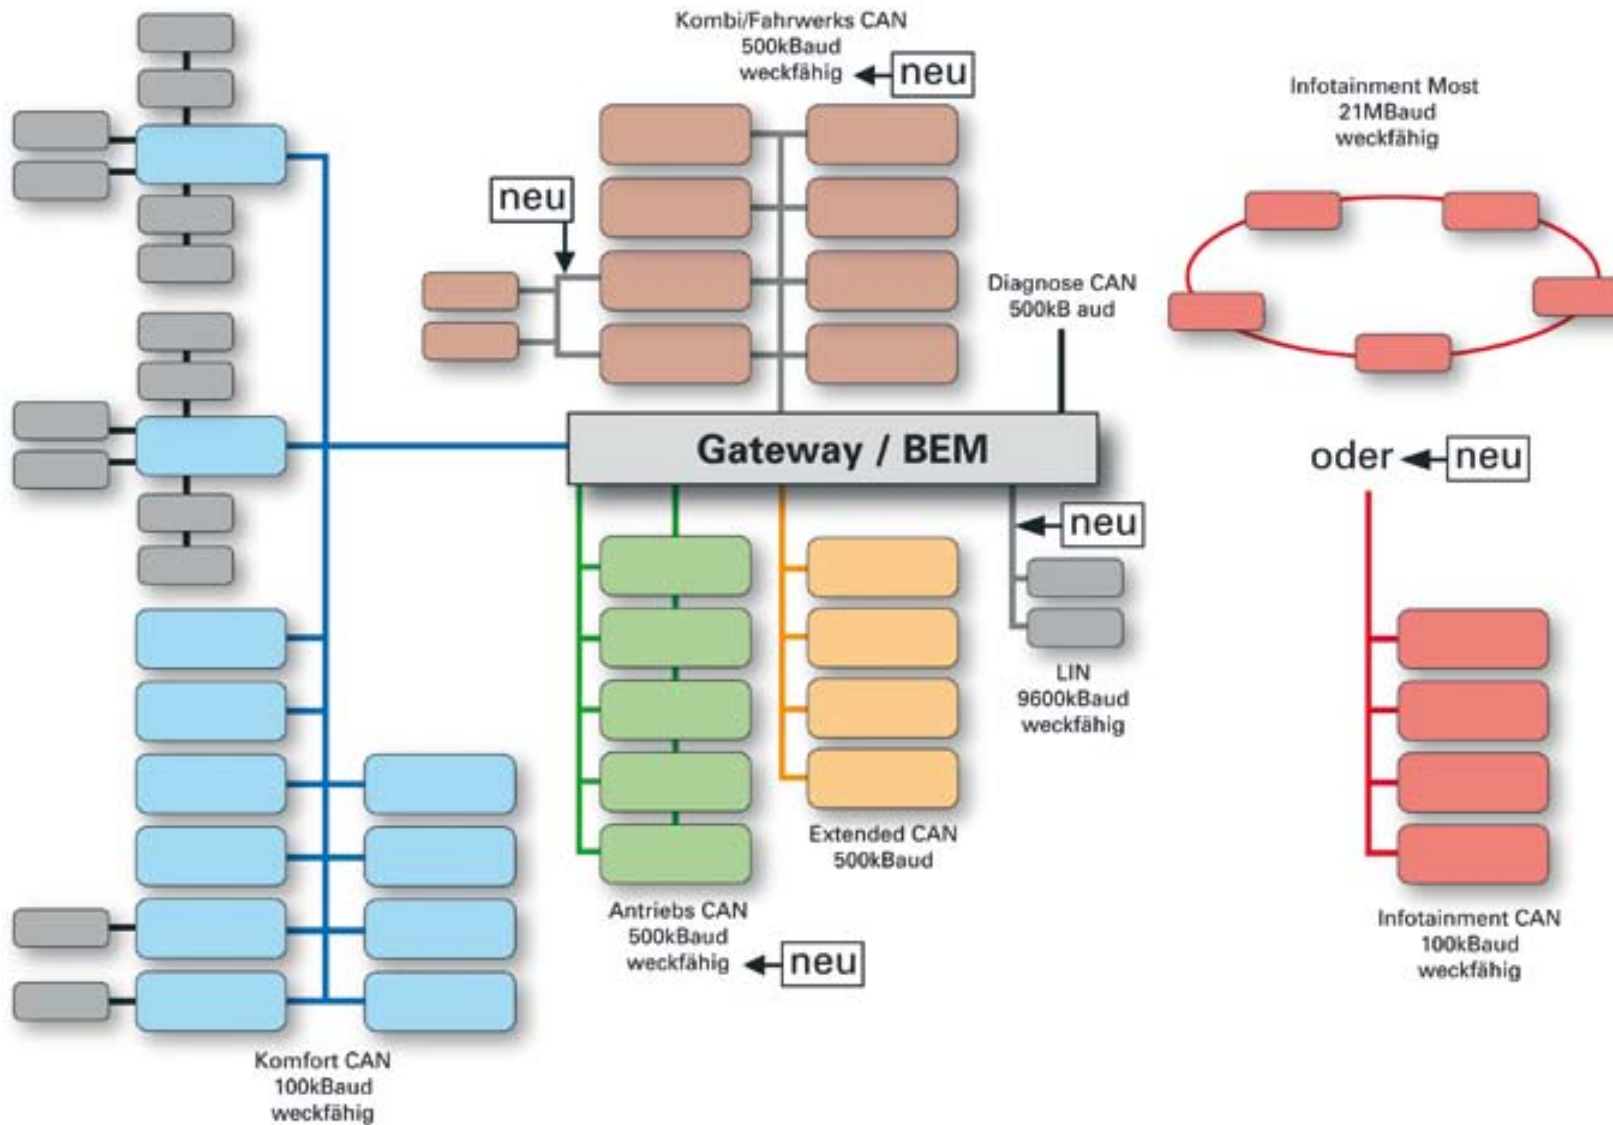 Kombi/Fahrwerks CAN
500kBaud
weckfähig
neu
Infotainment Most
21MBaud
weckfähig
neu
Diagnose CAN
500kB aud
Gateway / BEM
oder
neu
neu
LIN
9600kBaud
weckfähig
Extended CAN
500kBaud
Antriebs CAN
500kBaud
weckfähig
neu
Infotainment CAN
100kBaud
weckfähig
Komfort CAN
100kBaud
weckfähig